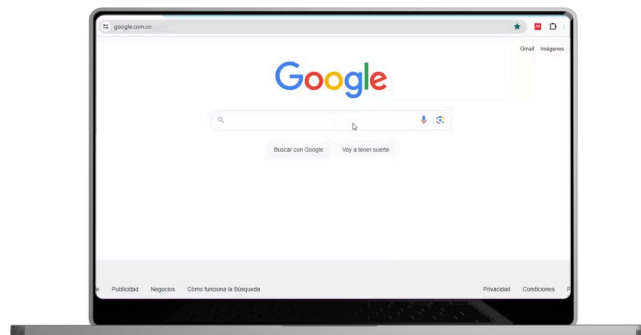 google.com.co
Gmail Imágenes
Google
Buscar con Google Voy a tener suerte
Publicidad Negocios Cómo funciona la Búsqueda Privacidad Condiciones